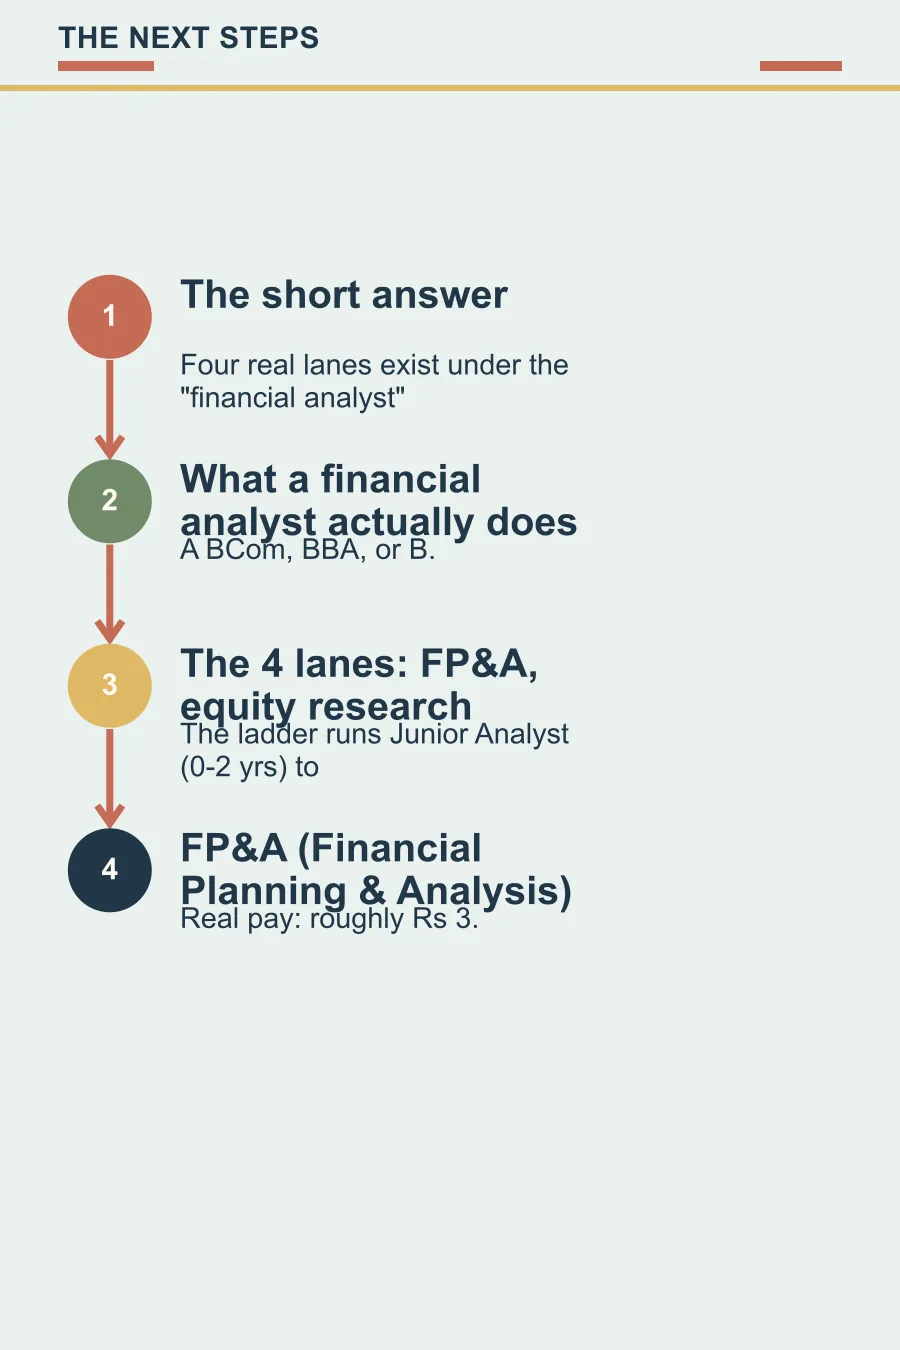 THE NEXT STEPS
1
The short answer
Four real lanes exist under the
"financial analyst"
2
What a financial
analyst actually does
A BCom, BBA, or B.
3
The 4 lanes: FP&A,
equity research
The ladder runs Junior Analyst
(0-2 yrs) to
4
FP&A (Financial
Planning & Analysis)
Real pay: roughly Rs 3.